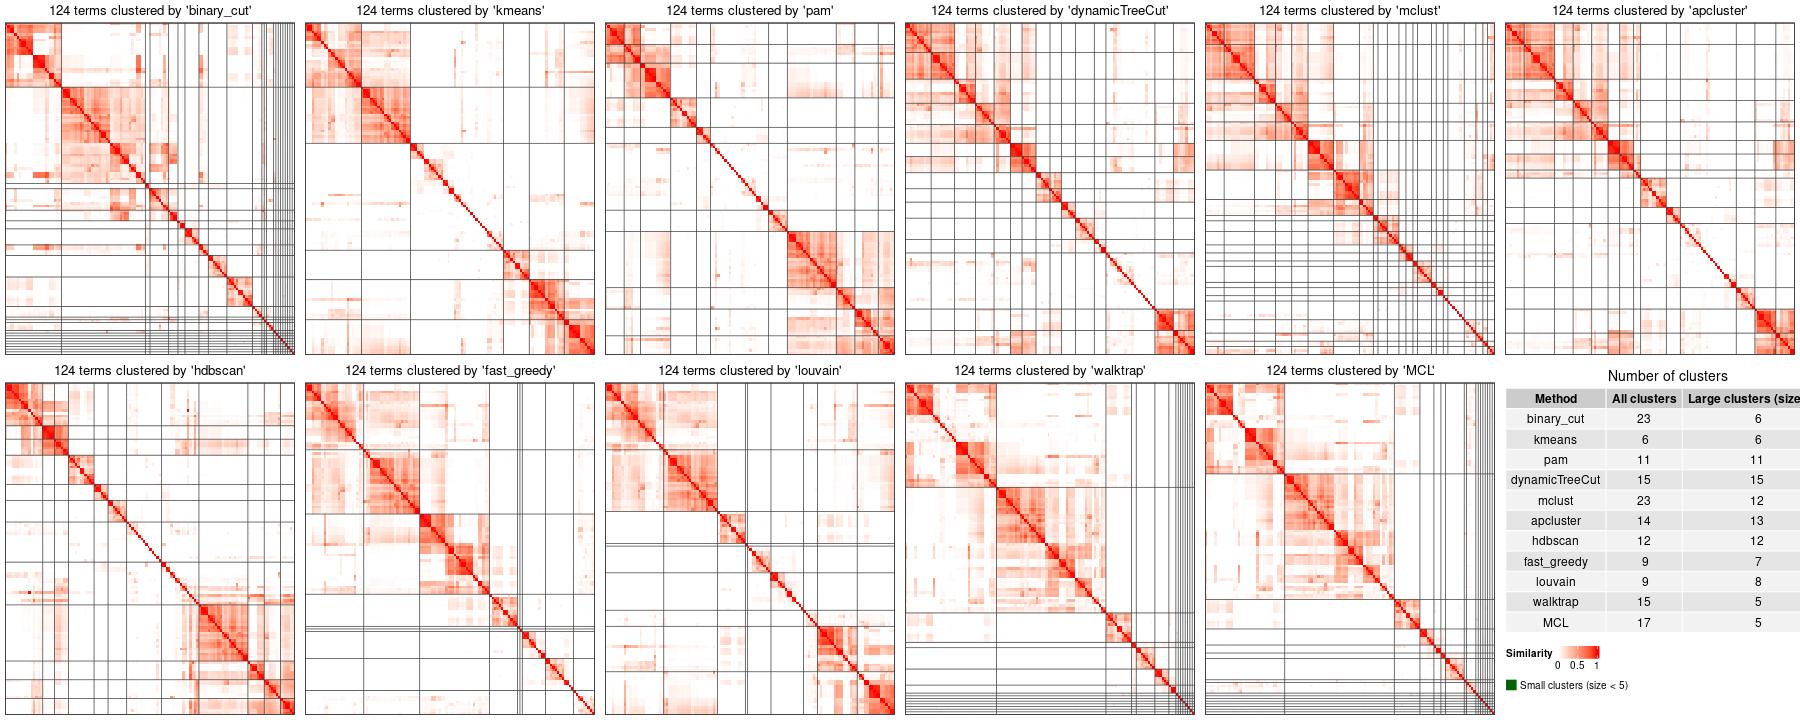 124 terms clustered by 'binary_cut'
124 terms clustered by 'kmeans'
124 terms clustered by 'pam'
124 terms clustered by 'dynamicTreeCut'
124 terms clustered by 'mclust'
124 terms clustered by 'apcluster'
124 terms clustered by 'hdbscan'
124 terms clustered by 'fast_greedy'
124 terms clustered by 'louvain'
124 terms clustered by 'walktrap'
124 terms clustered by 'MCL'
Number of clusters
Method All clusters Large clusters (size
binary_cut 23 6
kmeans 6 6
pam 11 11
dynamicTreeCut 15 15
mclust 23 12
apcluster 14 13
hdbscan 12 12
fast_greedy 9 7
louvain 9 8
walktrap 15 5
MCL 17 5
Similarity
0 0.5 1
Small clusters (size < 5)